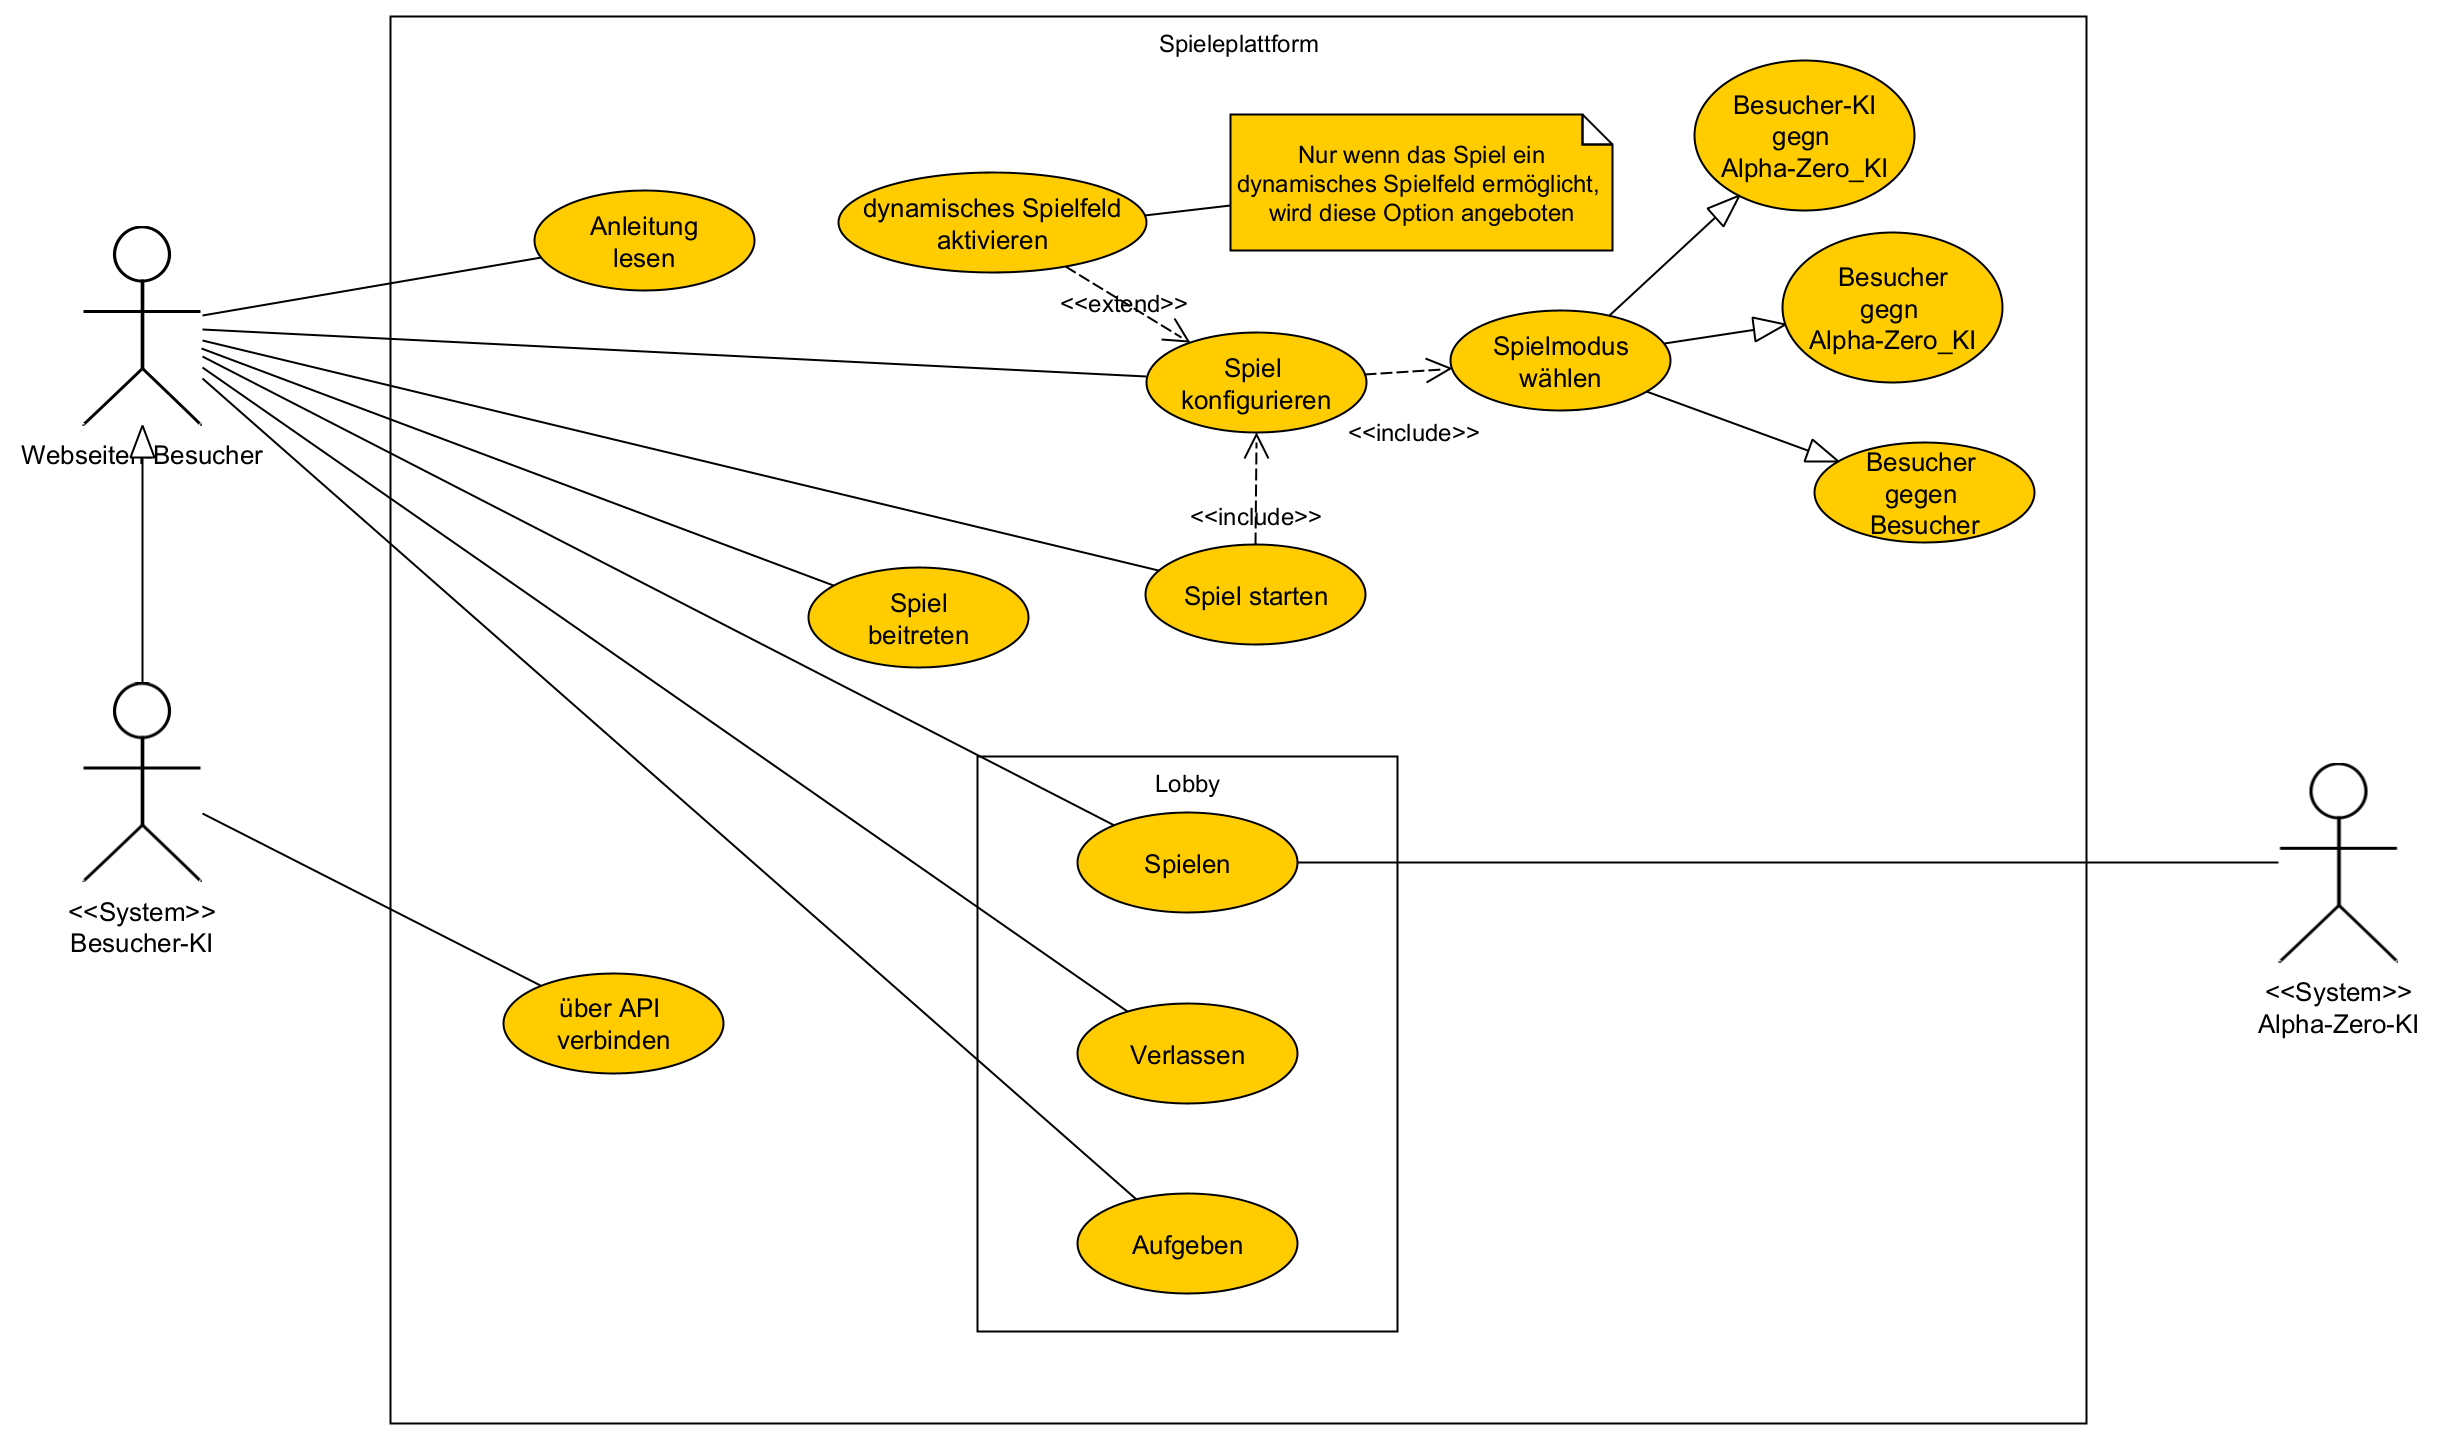 Spieleplattform
Besucher-KI
gegn
Alpha-Zero_KI
Nur wenn das Spiel ein
dynamisches Spielfeld ermöglicht,
wird diese Option angeboten
dynamisches Spielfeld
aktivieren
Anleitung
lesen
Besucher
gegn
Alpha-Zero_KI
<<extend>>
Spielmodus
wählen
Spiel
konfigurieren
<<include>>
Webseiten Besucher
Besucher
gegen
Besucher
<<include>>
Spiel starten
Spiel
beitreten
Lobby
Spielen
<<System>>
Besucher-KI
<<System>>
Alpha-Zero-KI
über API
verbinden
Verlassen
Aufgeben